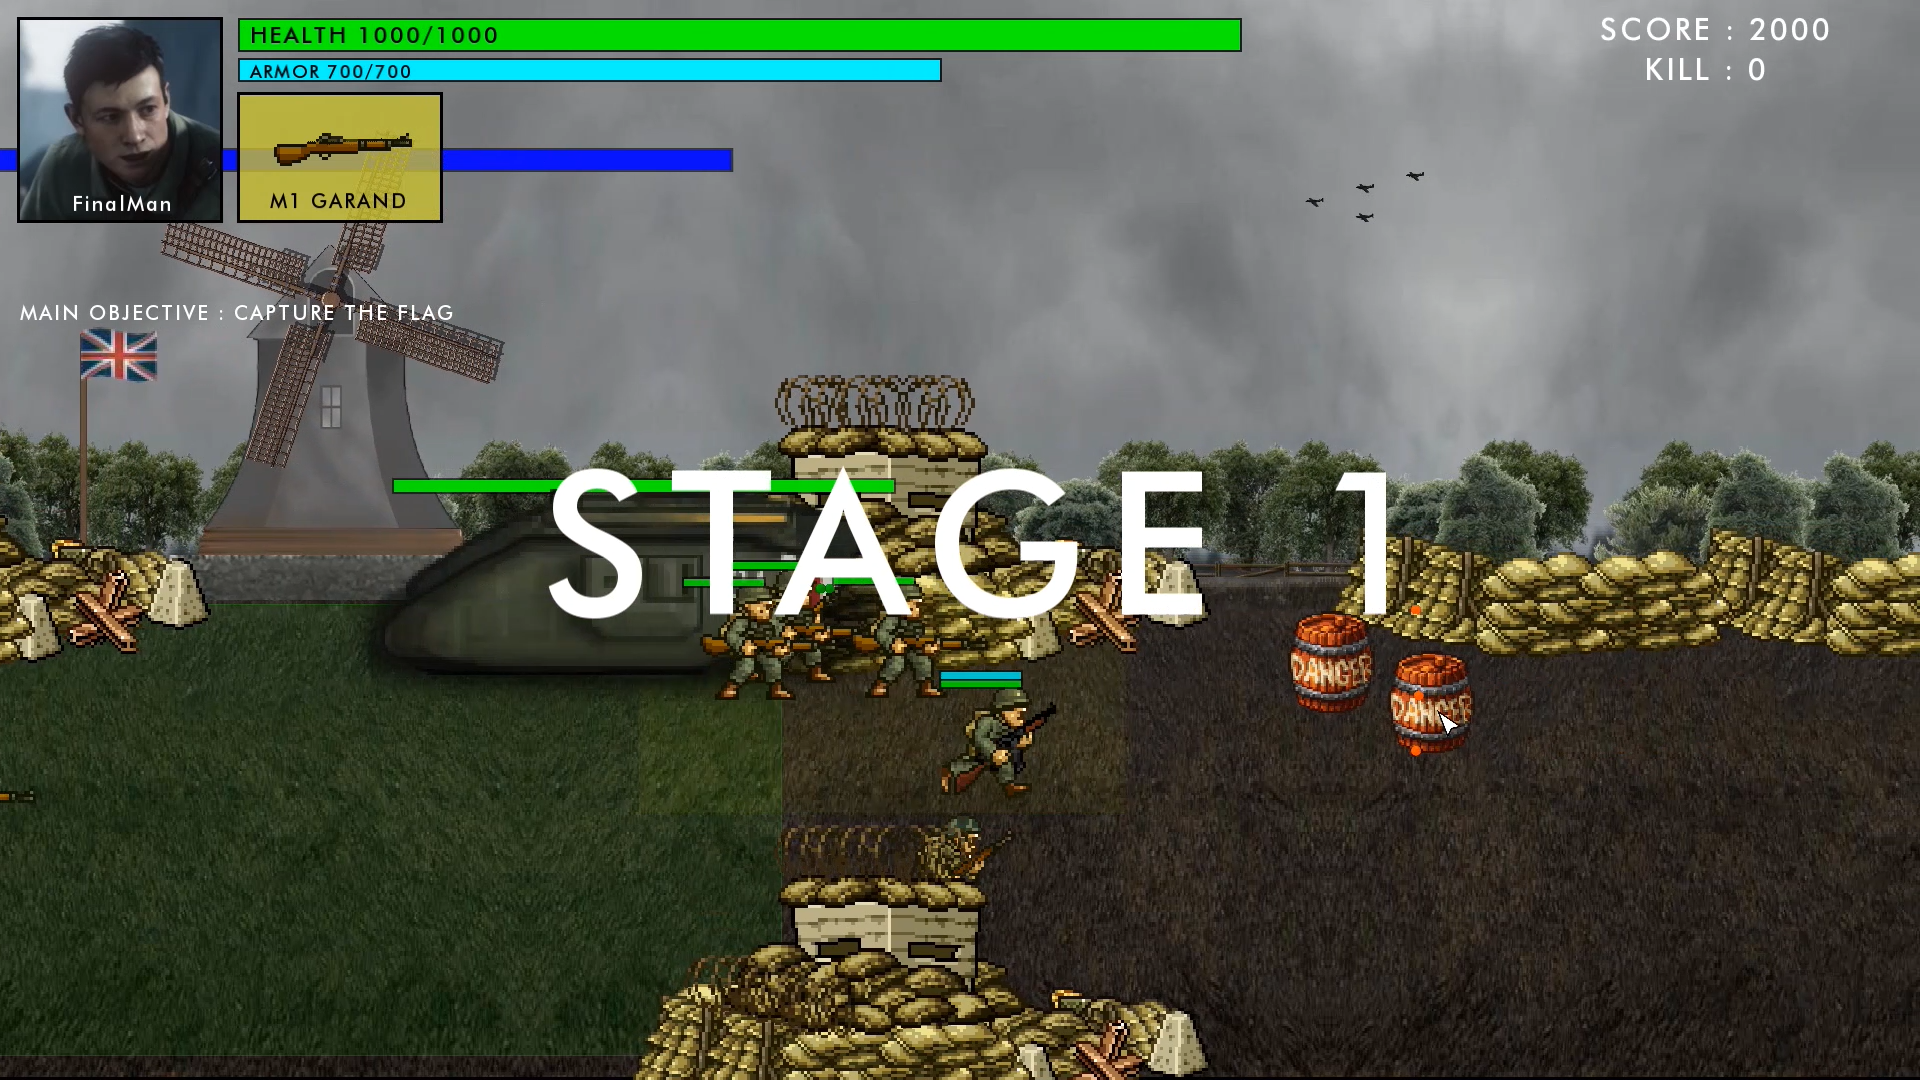 HEALTH 1000/1000
ARMOR 700/700
SCORE : 2000
KILL : 0
FinalMan
M1 GARAND
MAIN OBJECTIVE : CAPTURE THE FLAG
STAGE 1
DANGER
DANGER